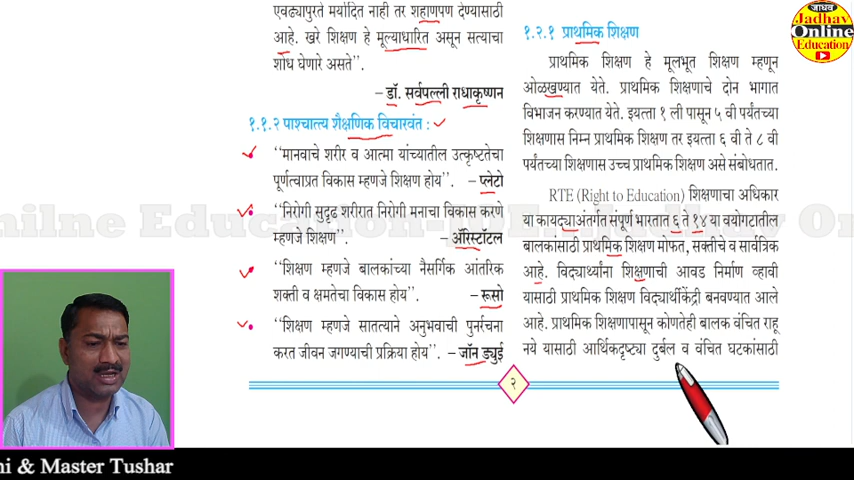 एवढ्यापुरते मर्यादित नाही तर शहाणपण देण्यासाठी
आहे. खरे शिक्षण हे मूल्याधारित असून सत्याचा
शोध घेणारे असते”.
– डॉ. सर्वपल्ली राधाकृष्णन
१.१.२ पाश्चात्त्य शैक्षणिक विचारवंत :
• “मानवाचे शरीर व आत्मा यांच्यातील उत्कृष्टतेचा
पूर्णत्वाप्रत विकास म्हणजे शिक्षण होय”. – प्लेटो
• “निरोगी सुदृढ शरीरात निरोगी मनाचा विकास करणे
म्हणजे शिक्षण”. – ॲरिस्टॉटल
• “शिक्षण म्हणजे बालकांच्या नैसर्गिक आंतरिक
शक्ती व क्षमतेचा विकास होय”. – रूसो
• “शिक्षण म्हणजे सातत्याने अनुभवाची पुनर्रचना
करत जीवन जगण्याची प्रक्रिया होय”. – जॉन ड्युई
१.२.१ प्राथमिक शिक्षण
प्राथमिक शिक्षण हे मूलभूत शिक्षण म्हणून
ओळखण्यात येते. प्राथमिक शिक्षणाचे दोन भागात
विभाजन करण्यात येते. इयत्ता १ ली पासून ५ वी पर्यंतच्या
शिक्षणास निम्न प्राथमिक शिक्षण तर इयत्ता ६ वी ते ८ वी
पर्यंतच्या शिक्षणास उच्च प्राथमिक शिक्षण असे संबोधतात.
RTE (Right to Education) शिक्षणाचा अधिकार
या कायद्याअंतर्गत संपूर्ण भारतात ६ ते १४ या वयोगटातील
बालकांसाठी प्राथमिक शिक्षण मोफत, सक्तीचे व सार्वत्रिक
आहे. विद्यार्थ्यांना शिक्षणाची आवड निर्माण व्हावी
यासाठी प्राथमिक शिक्षण विद्यार्थीकेंद्री बनवण्यात आले
आहे. प्राथमिक शिक्षणापासून कोणतेही बालक वंचित राहू
नये यासाठी आर्थिकदृष्ट्या दुर्बल व वंचित घटकांसाठी
२
जाधव
Jadhav
Online
Education
ni & Master Tushar